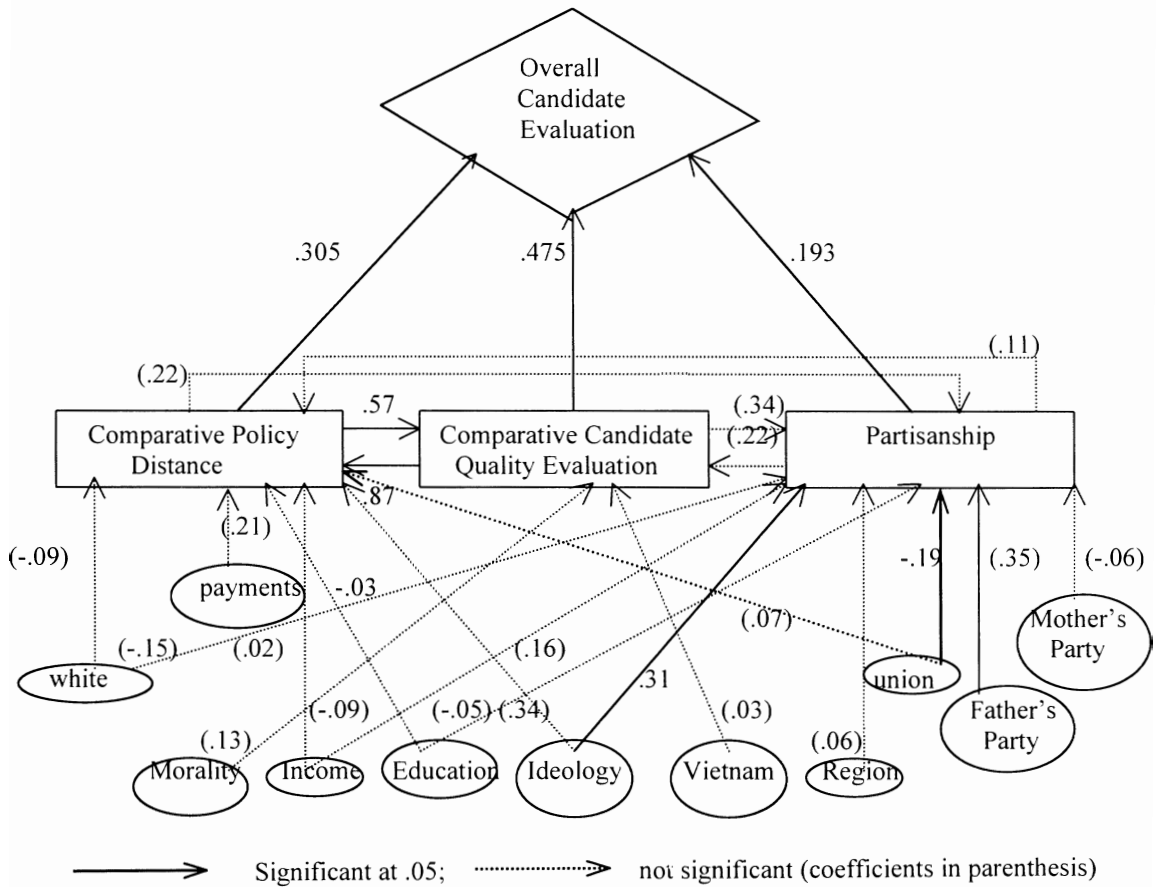 Overall
Candidate
Evaluation
.305
.475
.193
(.11)
(.22)
.57
(.34)
Comparative Policy
Distance
Comparative Candidate
Quality Evaluation
Partisanship
(.22)
.87
(.21)
(-.09)
-.19
(.35)
(-.06)
payments
-.03
(.07)
Mother's
Party
(-.15)
(.02)
(.16)
white
.31
union
(-.09)
(-.05)
(.34)
(.03)
Father's
Party
(.13)
(.06)
Morality
Income
Education
Ideology
Vietnam
Region
Significant at .05;
not significant (coefficients in parenthesis)